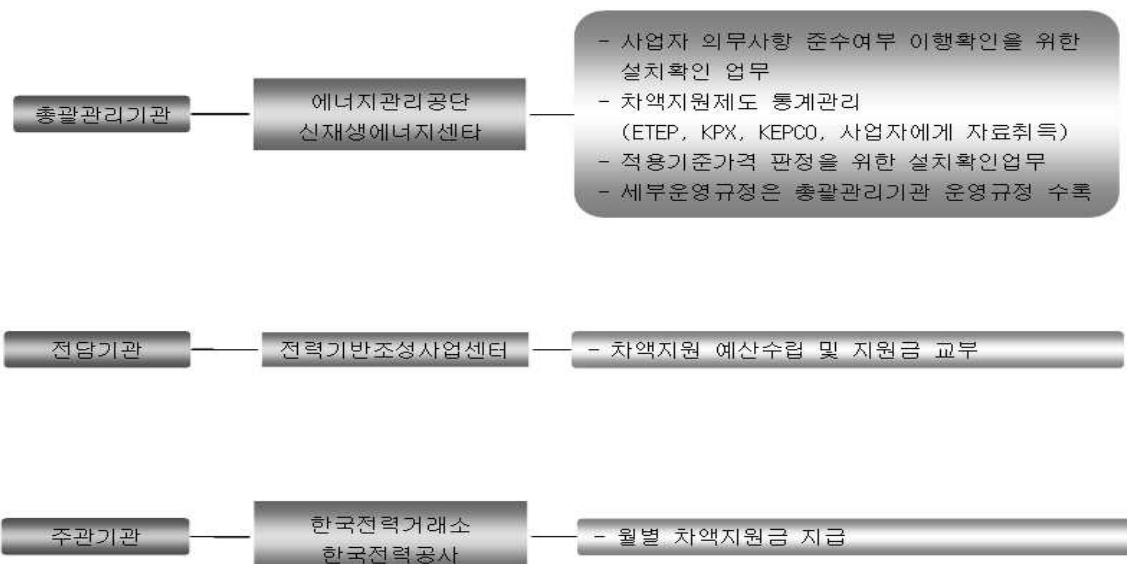 총괄관리기관
에너지관리공단
신재생에너지센타
- 사업자 의무사항 준수여부 이행확인을 위한
설치확인 업무
- 차액지원제도 통계관리
(ETEP, KPX, KEPCO, 사업자에게 자료취득)
- 적용기준가격 판정을 위한 설치확인업무
- 세부운영규정은 총괄관리기관 운영규정 수록
전담기관
전력기반조성사업센터
- 차액지원 예산수립 및 지원금 교부
주관기관
한국전력거래소
한국전력공사
- 월별 차액지원금 지급